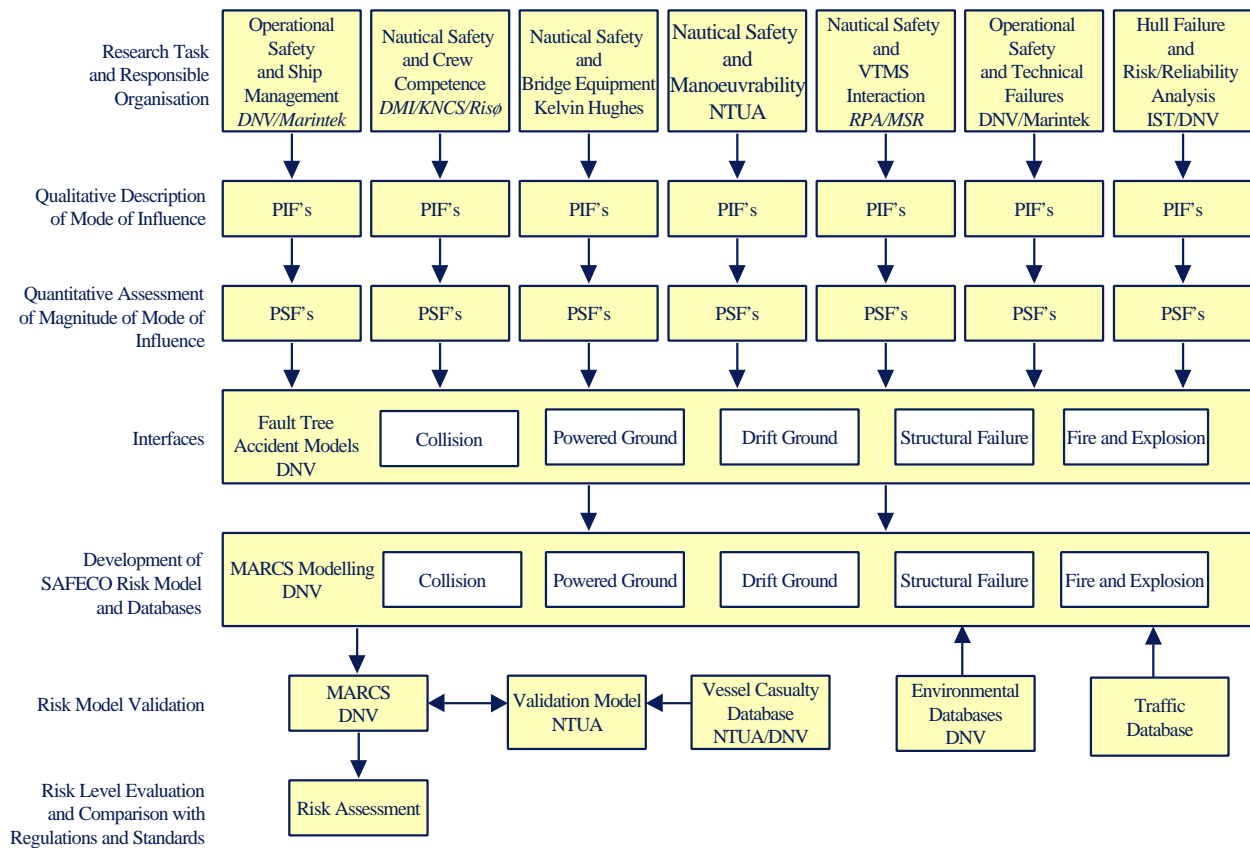 Research Task
and Responsible
Organisation
Operational
Safety
and Ship
Management
DNV/Marintek
Nautical Safety
and Crew
Competence
DMI/KNCS/Risø
Nautical Safety
and
Bridge Equipment
Kelvin Hughes
Nautical Safety
and
Manoeuvrability
NTUA
Nautical Safety
and
VTMS
Interaction
RPA/MSR
Operational
Safety
and Technical
Failures
DNV/Marintek
Hull Failure
and
Risk/Reliability
Analysis
IST/DNV
Qualitative Description
of Mode of Influence
PIF's
PIF's
PIF's
PIF's
PIF's
PIF's
PIF's
Quantitative Assessment
of Magnitude of Mode of
Influence
PSF's
PSF's
PSF's
PSF's
PSF's
PSF's
PSF's
Interfaces
Fault Tree
Accident Models
DNV
Collision
Powered Ground
Drift Ground
Structural Failure
Fire and Explosion
Development of
SAFECO Risk Model
and Databases
MARCS Modelling
DNV
Collision
Powered Ground
Drift Ground
Structural Failure
Fire and Explosion
Risk Model Validation
MARCS
DNV
Validation Model
NTUA
Vessel Casualty
Database
NTUA/DNV
Environmental
Databases
DNV
Traffic
Database
Risk Level Evaluation
and Comparison with
Regulations and Standards
Risk Assessment